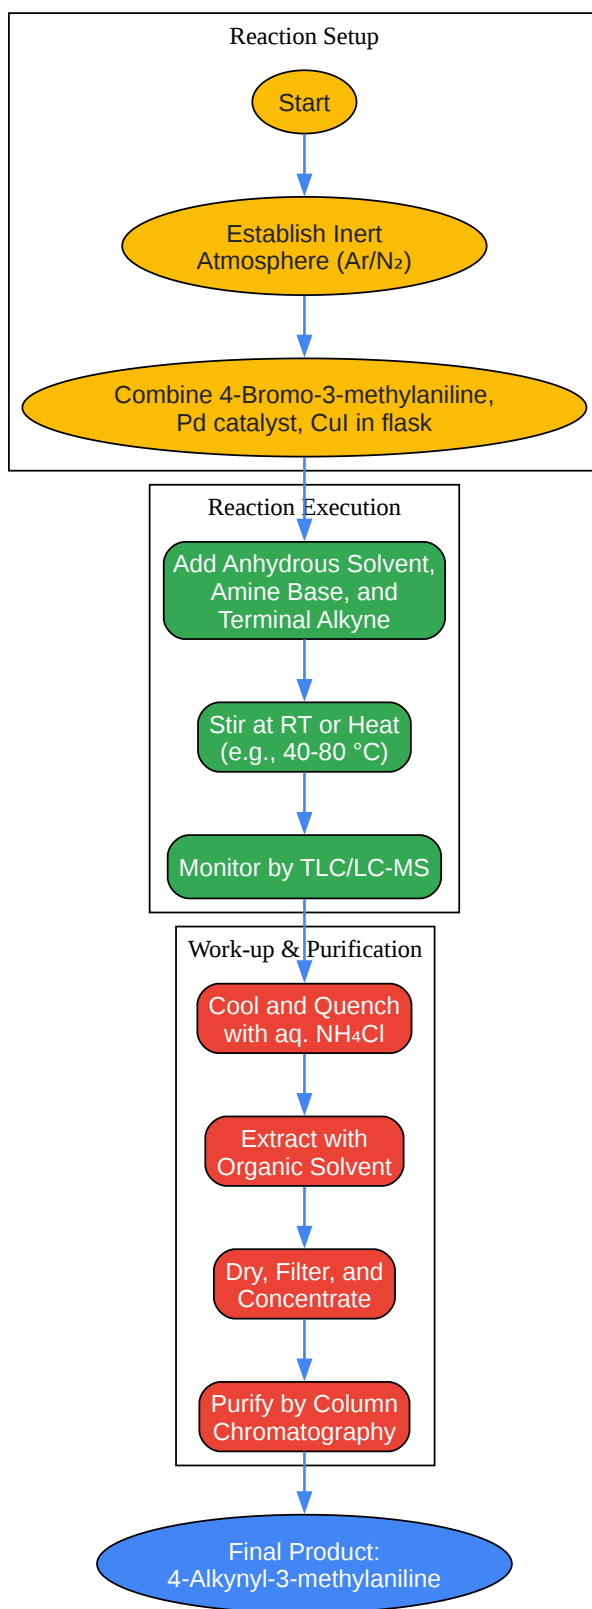 Reaction Setup
Start
Establish Inert
Atmosphere (Ar/N₂)
Combine 4-Bromo-3-methylaniline,
Pd catalyst, CuI in flask
Reaction Execution
Add Anhydrous Solvent,
Amine Base, and
Terminal Alkyne
Stir at RT or Heat
(e.g., 40-80 °C)
Monitor by TLC/LC-MS
Work-up & Purification
Cool and Quench
with aq. NH₄Cl
Extract with
Organic Solvent
Dry, Filter, and
Concentrate
Purify by Column
Chromatography
Final Product:
4-Alkynyl-3-methylaniline